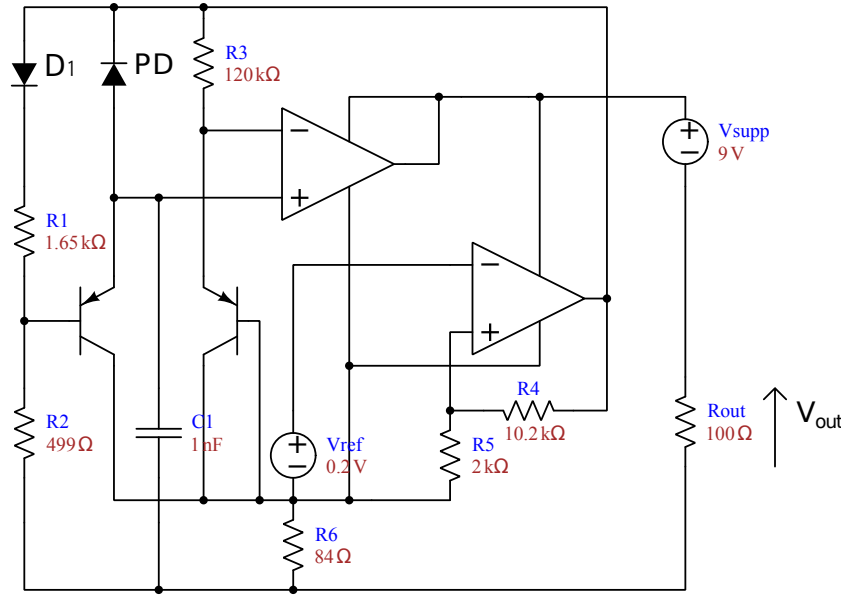 D1
PD
R3
120kΩ
−
+
Vsupp
+
−
9V
R1
1.65kΩ
−
+
R4
10.2kΩ
R2
499Ω
C1
1nF
+
−
Vref
0.2V
R5
2kΩ
Rout
100Ω
Vout
R6
84Ω